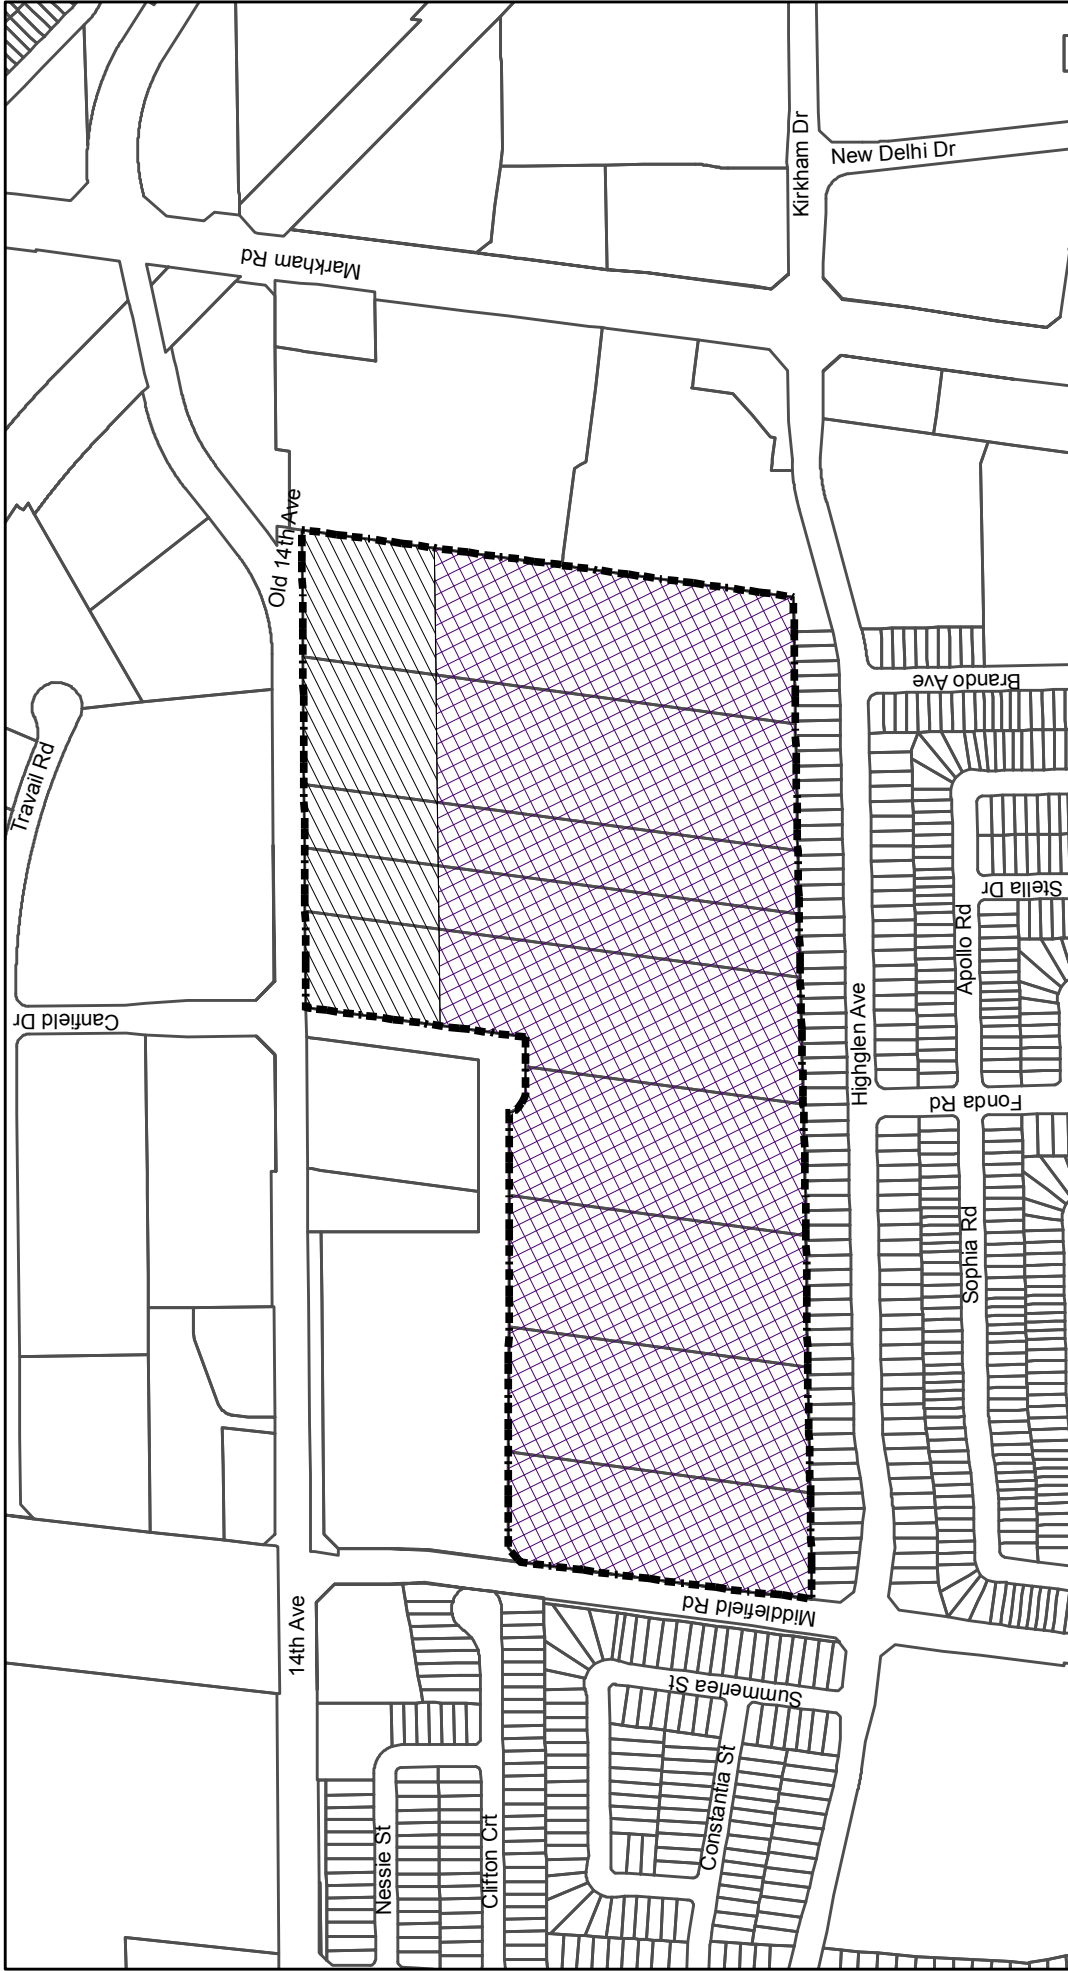 Kirkham Dr
New Delhi Dr
Markham Rd
Old 14th Ave
Brando Ave
Travail Rd
Stella Dr
Apollo Rd
Canfield Dr
Highglen Ave
Fonda Rd
Sophia Rd
14th Ave
Middlefield Rd
Summerlea St
Constantia St
Nessie St
Clifton Crt